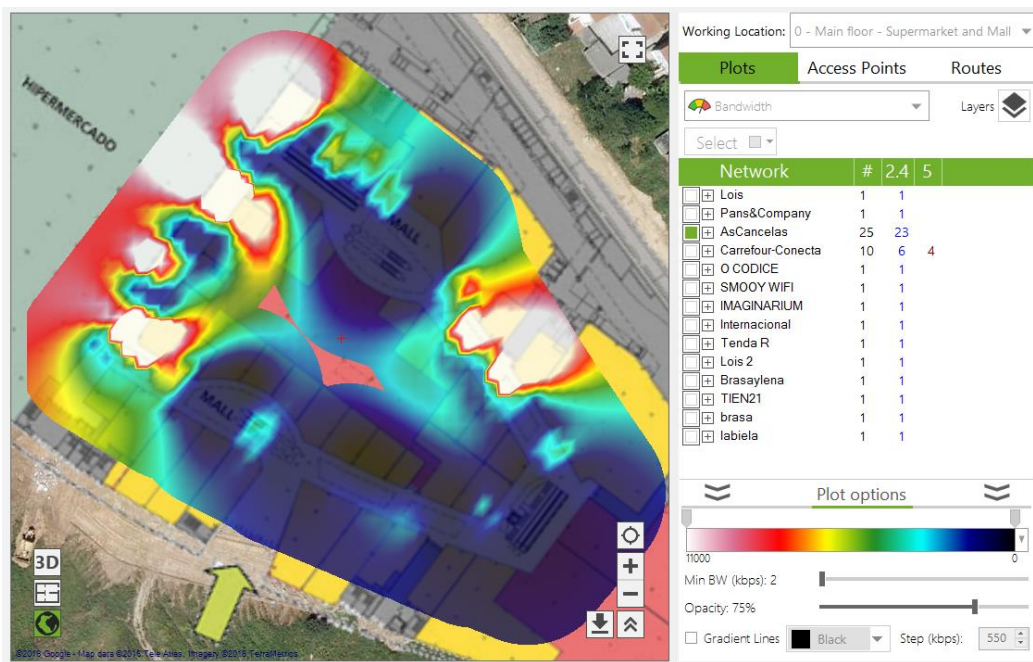 Working Location: 0 - Main floor - Supermarket and Mall
Plots Access Points Routes
Bandwidth Layers
Select
Network # 2.4 5
Lois 1 1
Pans&Company 1 1
AsCancelas 25 23
Carrefour-Conecta 10 6 4
O CODICE 1 1
SMOOY WIFI 1 1
IMAGINARIUM 1 1
Internacional 1 1
Tenda R 1 1
Lois 2 1 1
Brasaylena 1 1
TIEN21 1 1
brasa 1 1
labiela 1 1
Plot options
11000 0
Min BW (kbps): 2
Opacity: 75%
Gradient Lines Black Step (kbps): 550
HIPERMERCADO
MALL
MALL
3D
©2016 Google - Map data ©2016 Tele Atlas, Imagery ©2016 TerraMetrics